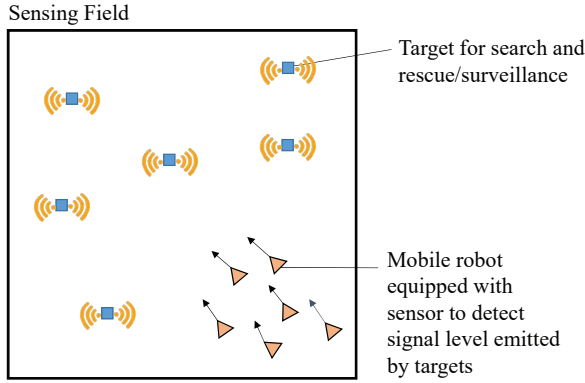 Sensing Field
Target for search and
rescue/surveillance
Mobile robot
equipped with
sensor to detect
signal level emitted
by targets